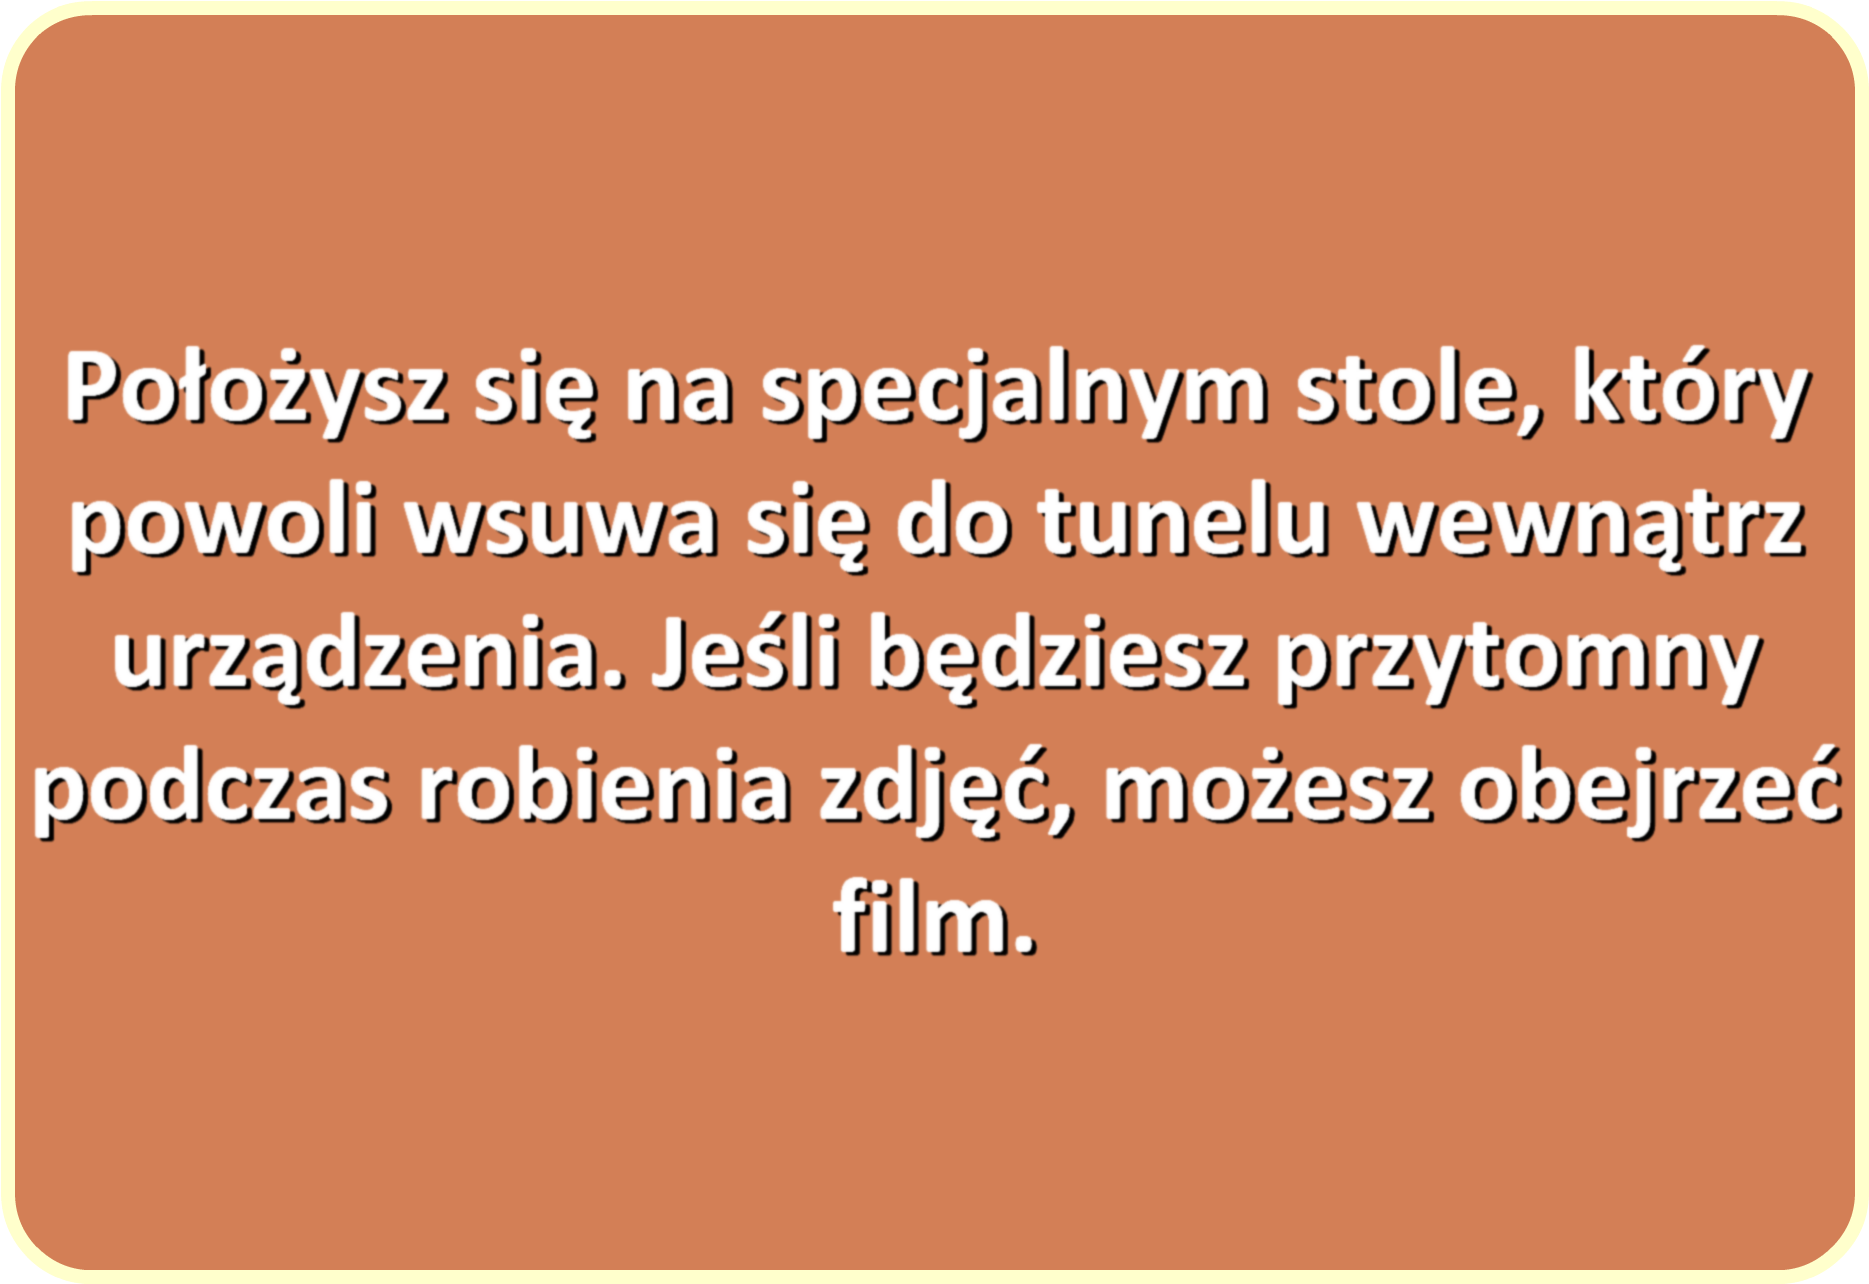 Położysz się na specjalnym stole, który
powoli wsuwa się do tunelu wewnątrz
urządzenia. Jeśli będziesz przytomny
podczas robienia zdjęć, możesz obejrzeć
film.